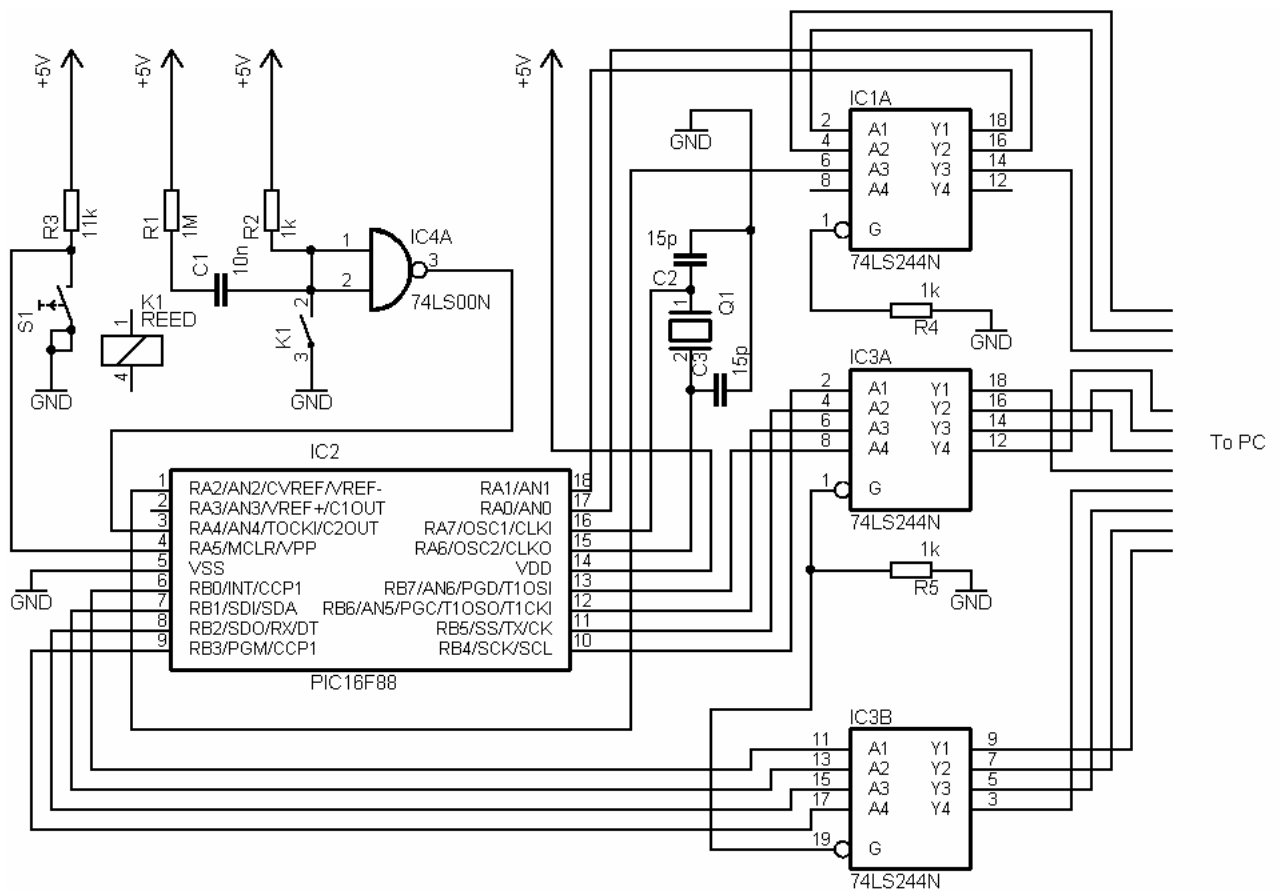 +5V
+5V
+5V
+5V
R3
11k
R1
1M
R2
1k
C1
10n
1
2
3
IC4A
74LS00N
S1
K1
REED
1
4
GND
2
K1
3
GND
GND
15p
C2
1
Q1
2
C3
15p
IC1A
2
4
6
8
A1
A2
A3
A4
Y1
Y2
Y3
Y4
18
16
14
12
1
G
74LS244N
1k
R4
GND
IC3A
2
4
6
8
A1
A2
A3
A4
Y1
Y2
Y3
Y4
18
16
14
12
1
G
74LS244N
To PC
1k
R5
GND
IC2
1 RA2/AN2/CVREF/VREF- RA1/AN1 18
2 RA3/AN3/VREF+/C1OUT RA0/AN0 17
3 RA4/AN4/TOCKI/C2OUT RA7/OSC1/CLKI 16
4 RA5/MCLR/VPP RA6/OSC2/CLKO 15
5 VSS VDD 14
6 RB0/INT/CCP1 RB7/AN6/PGD/T1OSI 13
7 RB1/SDI/SDA RB6/AN5/PGC/T1OSO/T1CKI 12
8 RB2/SDO/RX/DT RB5/SS/TX/CK 11
9 RB3/PGM/CCP1 RB4/SCK/SCL 10
PIC16F88
GND
IC3B
11
13
15
17
A1
A2
A3
A4
Y1
Y2
Y3
Y4
9
7
5
3
19
G
74LS244N